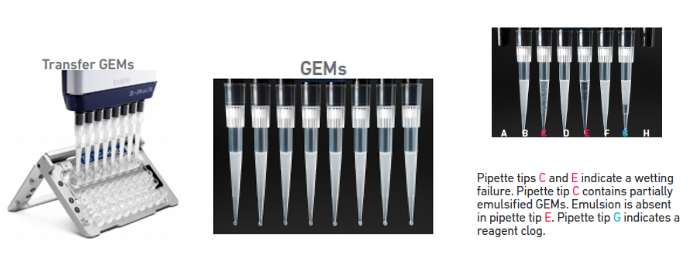 Transfer GEMs
GEMs
A B C D E F G H
Pipette tips C and E indicate a wetting
failure. Pipette tip C contains partially
emulsified GEMs. Emulsion is absent
in pipette tip E. Pipette tip G indicates a
reagent clog.